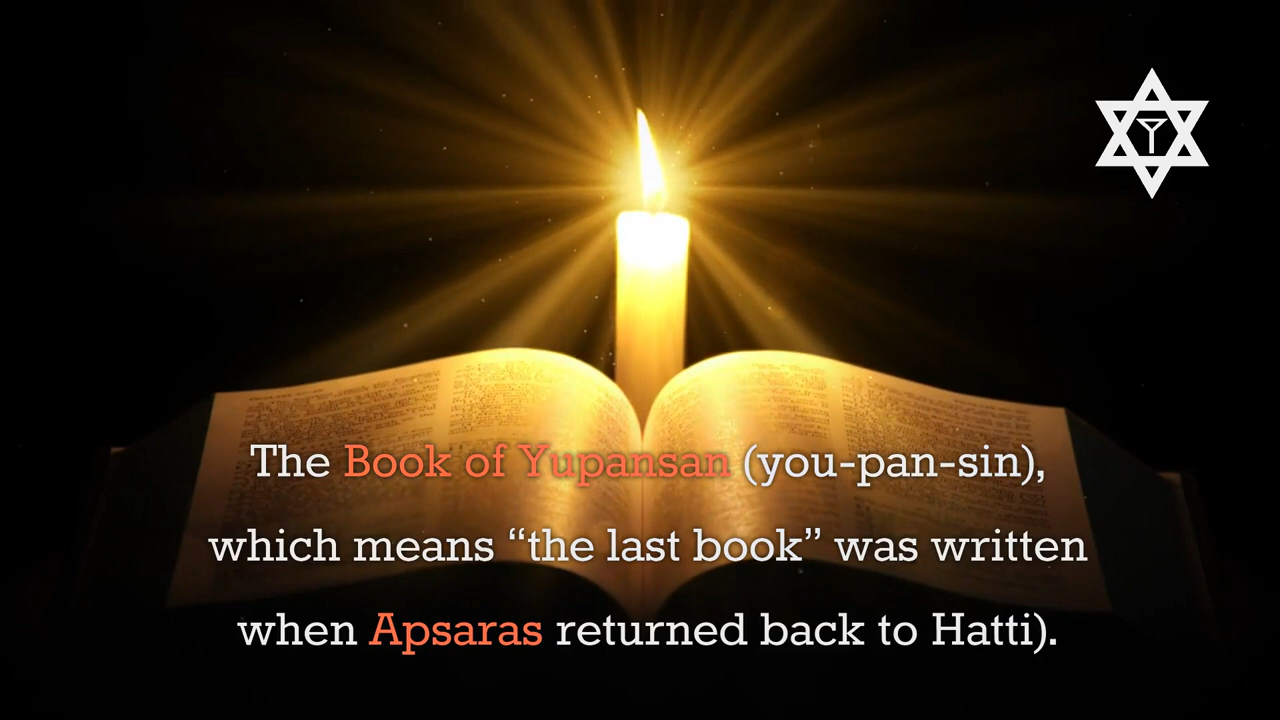 The Book of Yupansan (you-pan-sin),
which means “the last book” was written
when Apsaras returned back to Hatti).